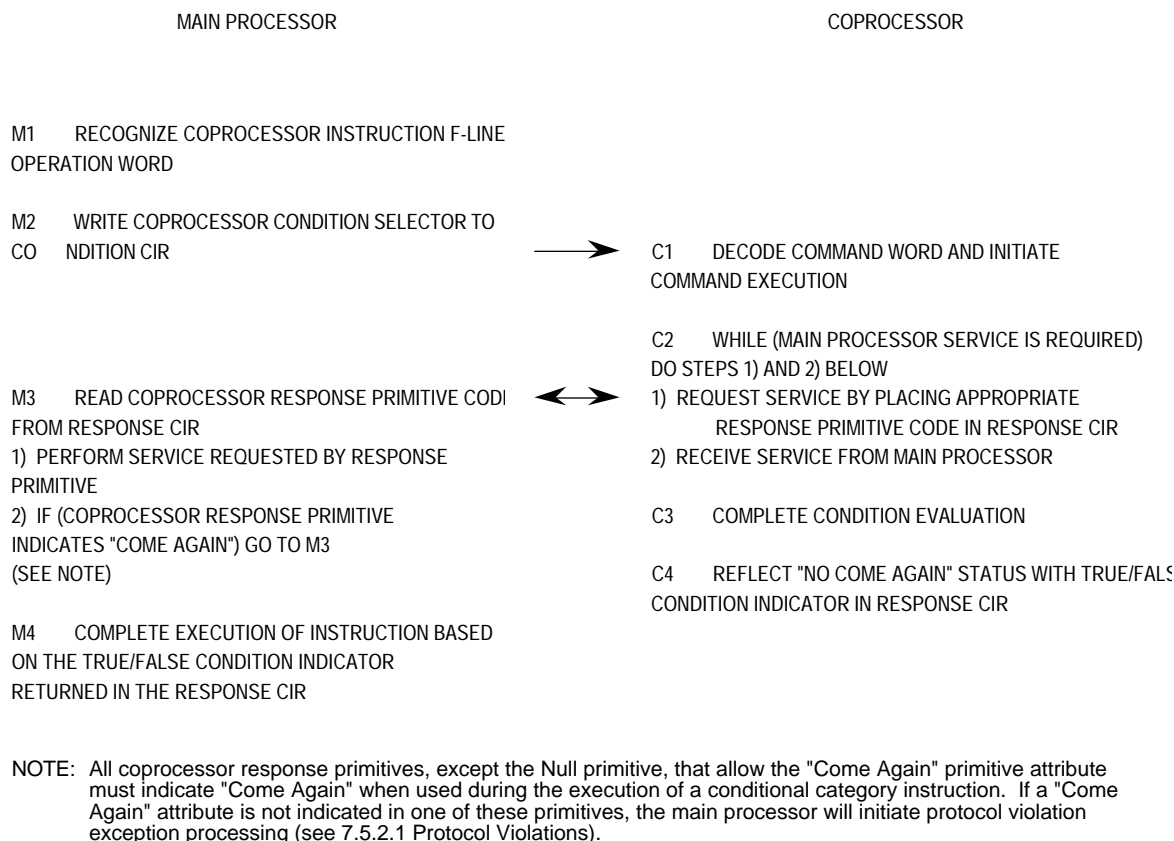 MAIN PROCESSOR
COPROCESSOR
M1 RECOGNIZE COPROCESSOR INSTRUCTION F-LINE
OPERATION WORD
M2 WRITE COPROCESSOR CONDITION SELECTOR TO
CO NDITION CIR
C1 DECODE COMMAND WORD AND INITIATE
COMMAND EXECUTION
C2 WHILE (MAIN PROCESSOR SERVICE IS REQUIRED)
DO STEPS 1) AND 2) BELOW
1) REQUEST SERVICE BY PLACING APPROPRIATE
RESPONSE PRIMITIVE CODE IN RESPONSE CIR
2) RECEIVE SERVICE FROM MAIN PROCESSOR
M3 READ COPROCESSOR RESPONSE PRIMITIVE COD
FROM RESPONSE CIR
1) PERFORM SERVICE REQUESTED BY RESPONSE
PRIMITIVE
2) IF (COPROCESSOR RESPONSE PRIMITIVE
INDICATES "COME AGAIN") GO TO M3
(SEE NOTE)
C3 COMPLETE CONDITION EVALUATION
C4 REFLECT "NO COME AGAIN" STATUS WITH TRUE/FALS
CONDITION INDICATOR IN RESPONSE CIR
M4 COMPLETE EXECUTION OF INSTRUCTION BASED
ON THE TRUE/FALSE CONDITION INDICATOR
RETURNED IN THE RESPONSE CIR
NOTE: All coprocessor response primitives, except the Null primitive, that allow the "Come Again" primitive attribute
must indicate "Come Again" when used during the execution of a conditional category instruction. If a "Come
Again" attribute is not indicated in one of these primitives, the main processor will initiate protocol violation
exception processing (see 7.5.2.1 Protocol Violations).